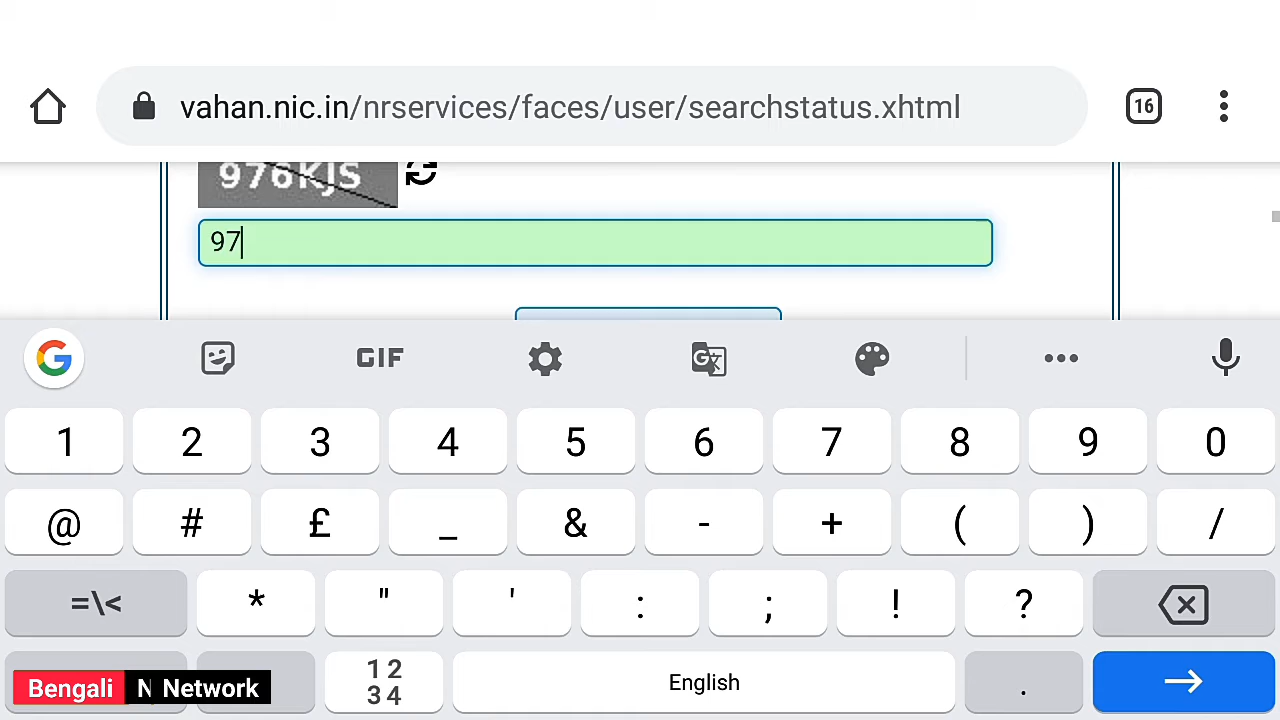 vahan.nic.in/nrservices/faces/user/searchstatus.xhtml
16
976KJS
97
G GIF G
1 2 3 4 5 6 7 8 9 0
@ # £ _ & - + ( ) /
=\< * " ' : ; ! ?
Bengali N Network
1 2
3 4
English
.